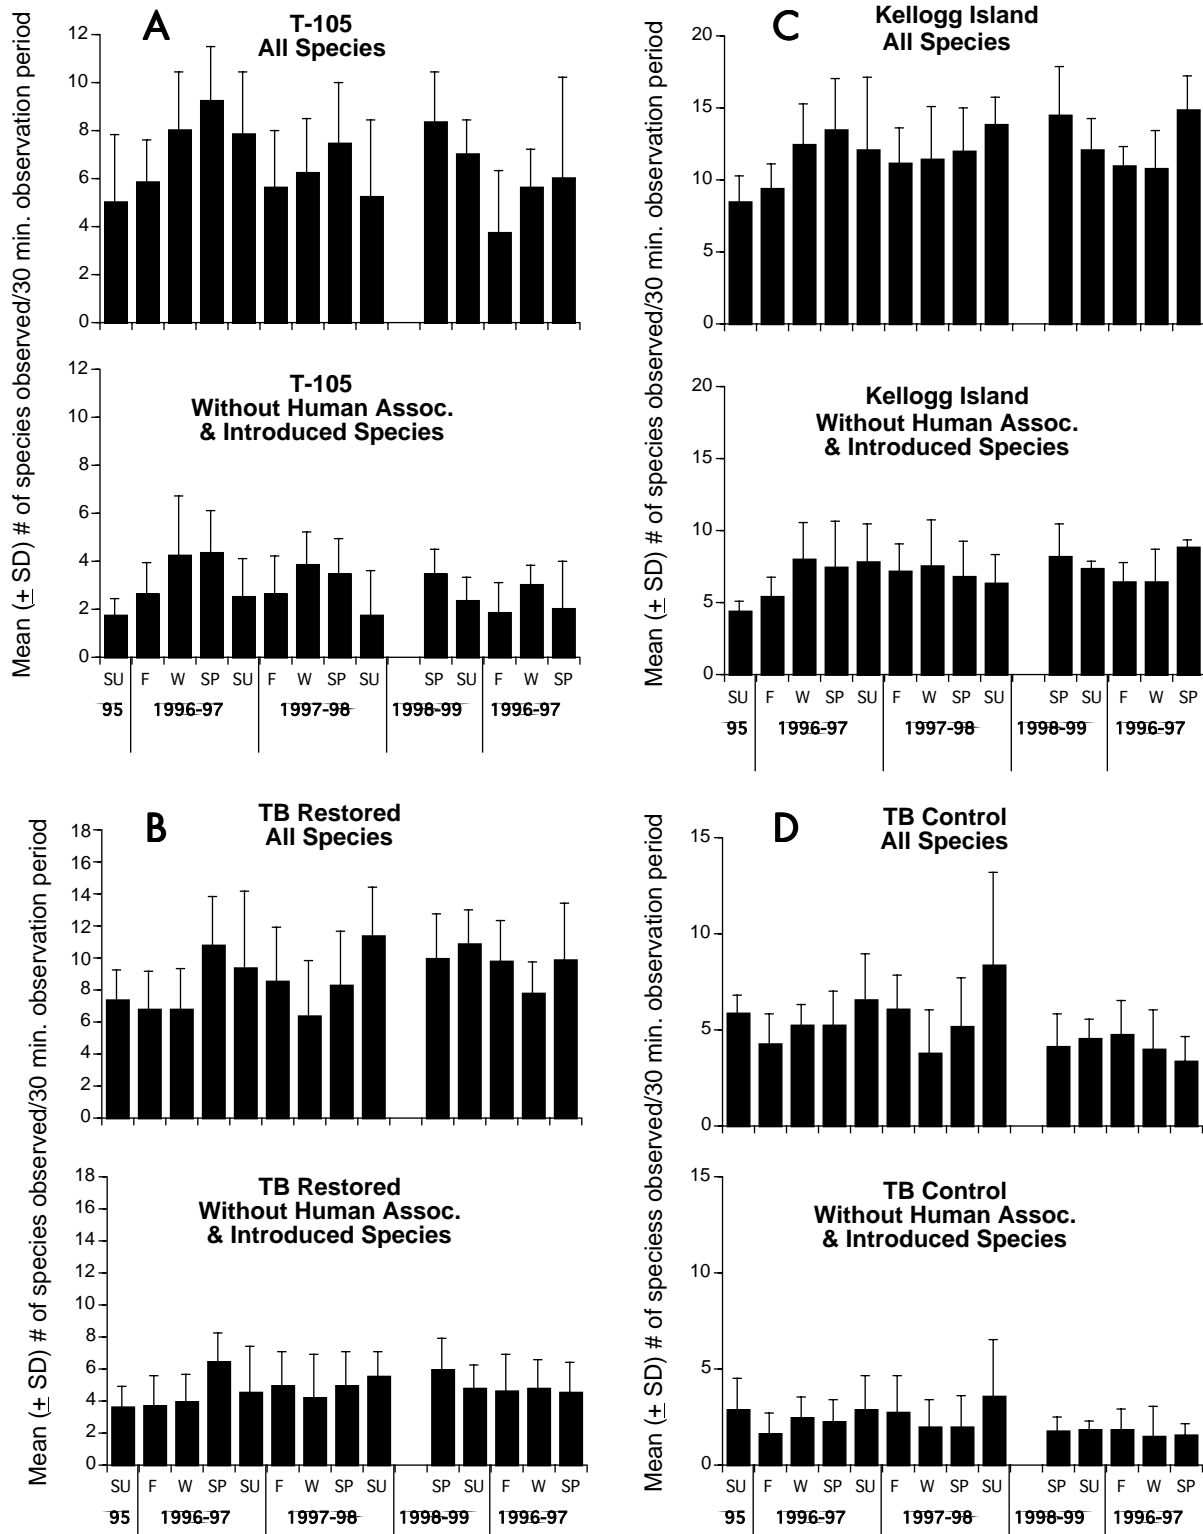 A
T-105
All Species
Mean (+ SD) # of species observed/30 min. observation period
12
10
8
6
4
2
0
T-105
Without Human Assoc.
& Introduced Species
12
10
8
6
4
2
0
SU F W SP SU F W SP SU SP SU F W SP
95 1996-97 1997-98 1998-99 1996-97
C
Kellogg Island
All Species
Mean (+ SD) # of species observed/30 min. observation period
20
15
10
5
0
Kellogg Island
Without Human Assoc.
& Introduced Species
20
15
10
5
0
SU F W SP SU F W SP SU SP SU F W SP
95 1996-97 1997-98 1998-99 1996-97
B
TB Restored
All Species
Mean (+ SD) # of species observed/30 min. observation period
18
16
14
12
10
8
6
4
2
0
TB Restored
Without Human Assoc.
& Introduced Species
18
16
14
12
10
8
6
4
2
0
SU F W SP SU F W SP SU SP SU F W SP
95 1996-97 1997-98 1998-99 1996-97
D
TB Control
All Species
Mean (+ SD) # of speciess observed/30 min. observation period
15
10
5
0
TB Control
Without Human Assoc.
& Introduced Species
15
10
5
0
SU F W SP SU F W SP SU SP SU F W SP
95 1996-97 1997-98 1998-99 1996-97